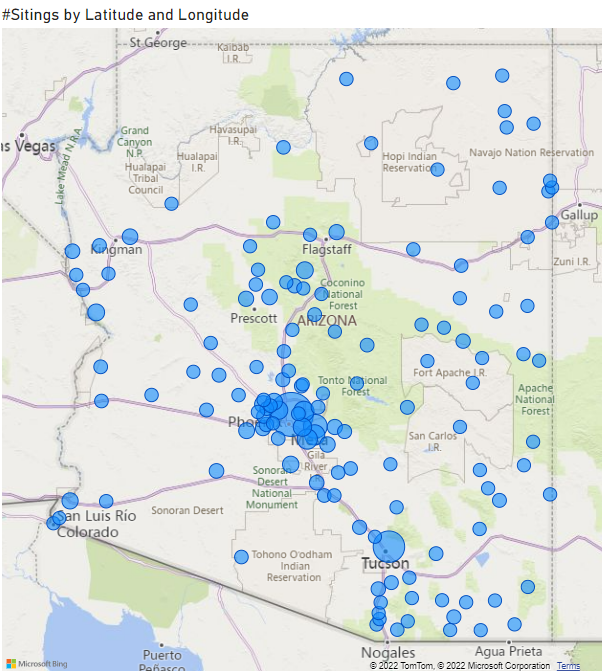 #Sitings by Latitude and Longitude
St George
Kaibab
I.R.
Grand
Canyon
N.P.
Havasupai
I.R.
Hualapai
I.R.
Hualapai
Tribal
Council
Lake Mead N.R.A.
Vegas
Hopi Indian
Reservation
Navajo Nation Reservation
Gallup
Zuni I.R.
Kingman
Flagstaff
Coconino
National
Forest
Prescott
ARIZONA
Fort Apache I.R.
Tonto National
Forest
Apache
National
Forest
San Carlos
I.R.
Gila
River
Sonoran
Desert
National
Monument
Sonoran Desert
San Luis Río
Colorado
Tohono O'odham
Indian
Reservation
Tucson
Nogales
Agua Prieta
Puerto
Peñasco
Microsoft Bing
© 2022 TomTom, © 2022 Microsoft Corporation Terms